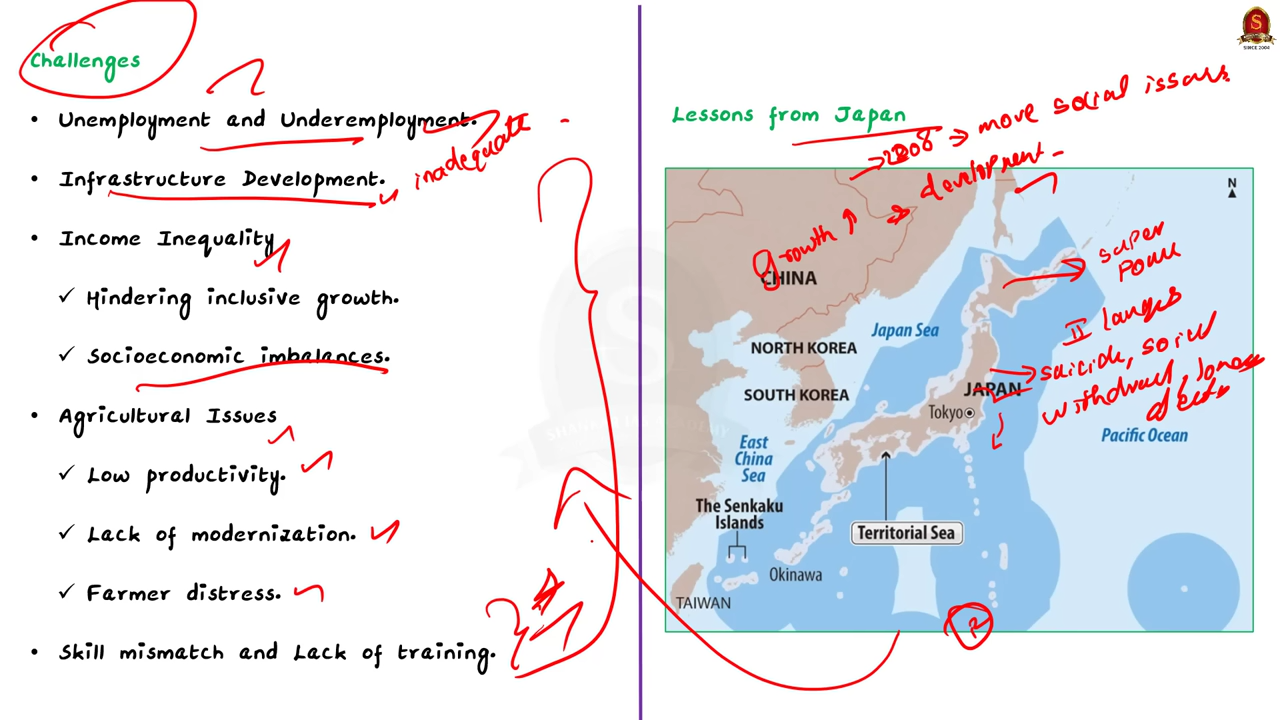 Challenges
• Unemployment and Underemployment.
inadequate
• Infrastructure Development.
• Income Inequality
✓ Hindering inclusive growth.
✓ Socioeconomic imbalances.
• Agricultural Issues
✓ Low productivity.
✓ Lack of modernization.
✓ Farmer distress.
• Skill mismatch and Lack of training.
S
SINCE 2004
Lessons from Japan
→ 2008 → move social issues
Growth ↑ → development
N
CHINA
super
power
Japan Sea
II
NORTH KOREA
suicide,
SOUTH KOREA
JAPAN
Tokyo
Pacific Ocean
East
China
Sea
The Senkaku
Islands
Territorial Sea
Okinawa
TAIWAN